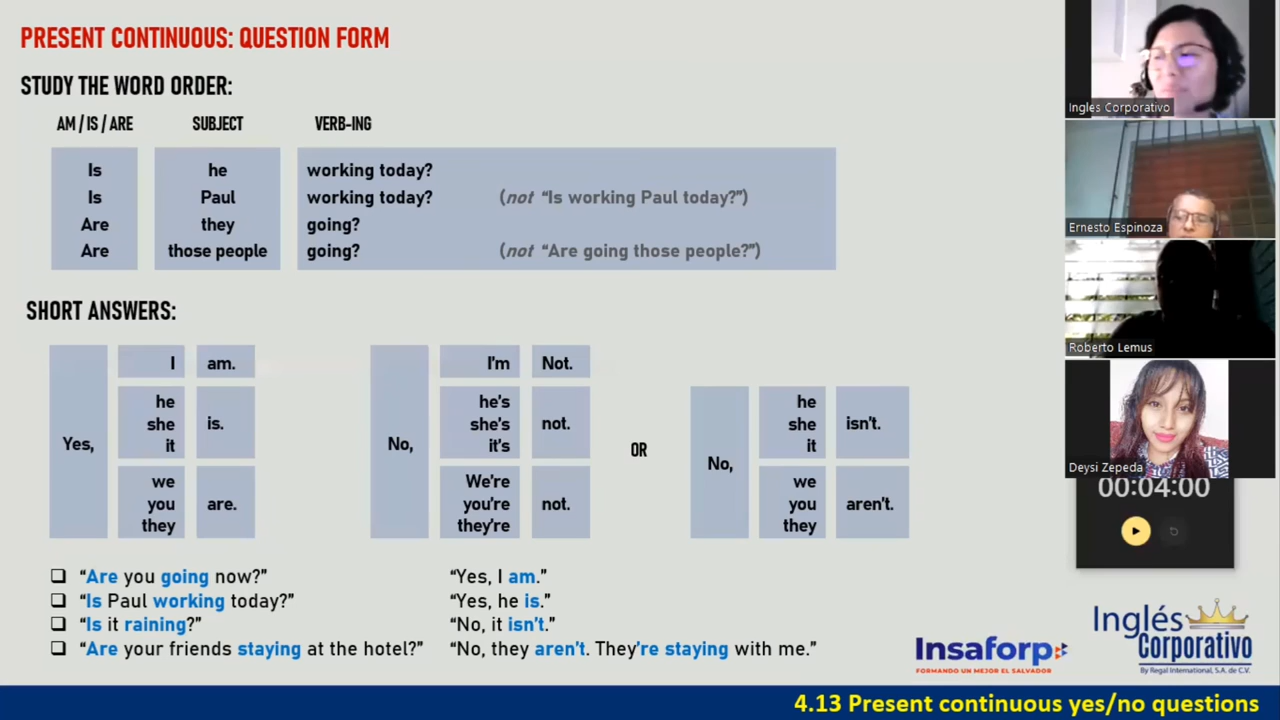 PRESENT CONTINUOUS: QUESTION FORM
STUDY THE WORD ORDER:
AM / IS / ARE SUBJECT VERB-ING
Is he working today?
Is Paul working today? (not “Is working Paul today?”)
Are they going?
Are those people going? (not “Are going those people?”)
SHORT ANSWERS:
Yes,
I am.
he
she is.
it
we
you are.
they
No,
I'm Not.
he's
she's not.
it's
We're
you're not.
they're
OR
No,
he
she isn't.
it
we
you aren't.
they
“Are you going now?” “Yes, I am.”
“Is Paul working today?” “Yes, he is.”
“Is it raining?” “No, it isn't.”
“Are your friends staying at the hotel?” “No, they aren't. They're staying with me.”
Inglés Corporativo
Ernesto Espinoza
Roberto Lemus
Deysi Zepeda
00:04:00
Insaforp
FORMANDO UN MEJOR EL SALVADOR
Inglés
Corporativo
By Regal International, S.A. de C.V.
4.13 Present continuous yes/no questions